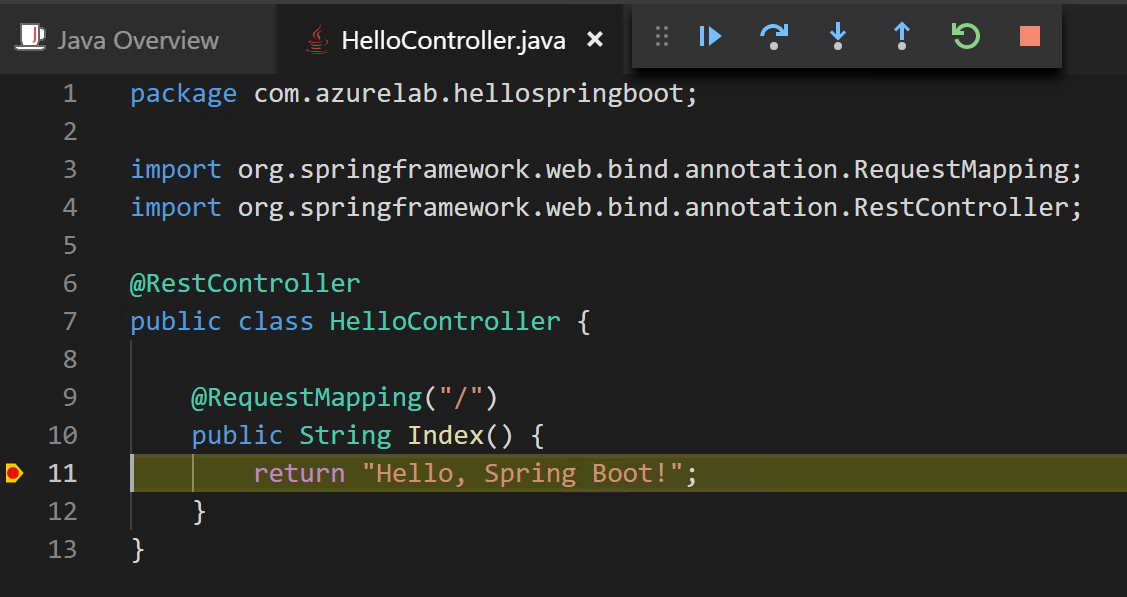 Java Overview
HelloController.java
1 package com.azurelab.hellospringboot;
2
3 import org.springframework.web.bind.annotation.RequestMapping;
4 import org.springframework.web.bind.annotation.RestController;
5
6 @RestController
7 public class HelloController {
8
9     @RequestMapping("/")
10     public String Index() {
11         return "Hello, Spring Boot!";
12     }
13 }